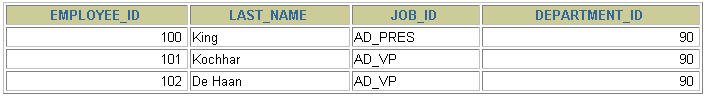 EMPLOYEE_ID LAST_NAME JOB_ID DEPARTMENT_ID
100 King AD_PRES 90
101 Kochhar AD_VP 90
102 De Haan AD_VP 90